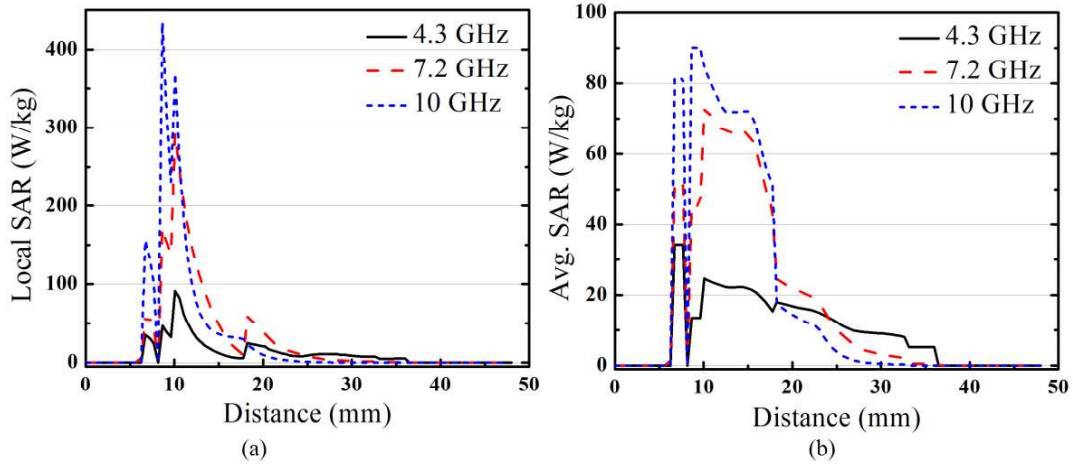 Local SAR (W/kg)
400
300
200
100
0
4.3 GHz
7.2 GHz
10 GHz
0 10 20 30 40 50
Distance (mm)
(a)
Avg. SAR (W/kg)
100
80
60
40
20
0
4.3 GHz
7.2 GHz
10 GHz
0 10 20 30 40 50
Distance (mm)
(b)